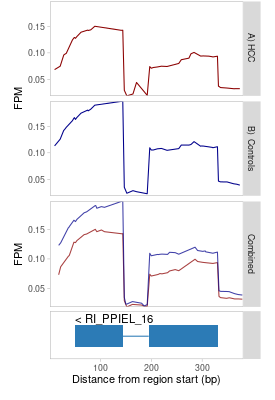 0.15
0.10
0.05
FPM
A) HCC
0.15
0.10
0.05
FPM
B). Controls
0.15
0.10
0.05
FPM
Combined
< RI_PPIEL_16
100
200
300
Distance from region start (bp)